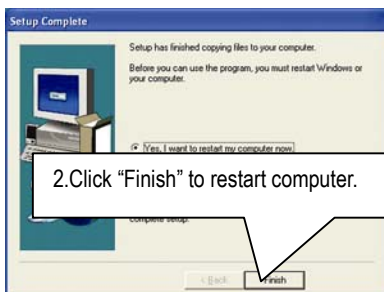 Setup Complete
Setup has finished copying files to your computer.
Before you can use the program, you must restart Windows or
your computer.
Yes, I want to restart my computer now.
2.Click “Finish” to restart computer.
complete setup.
< Back
Finish